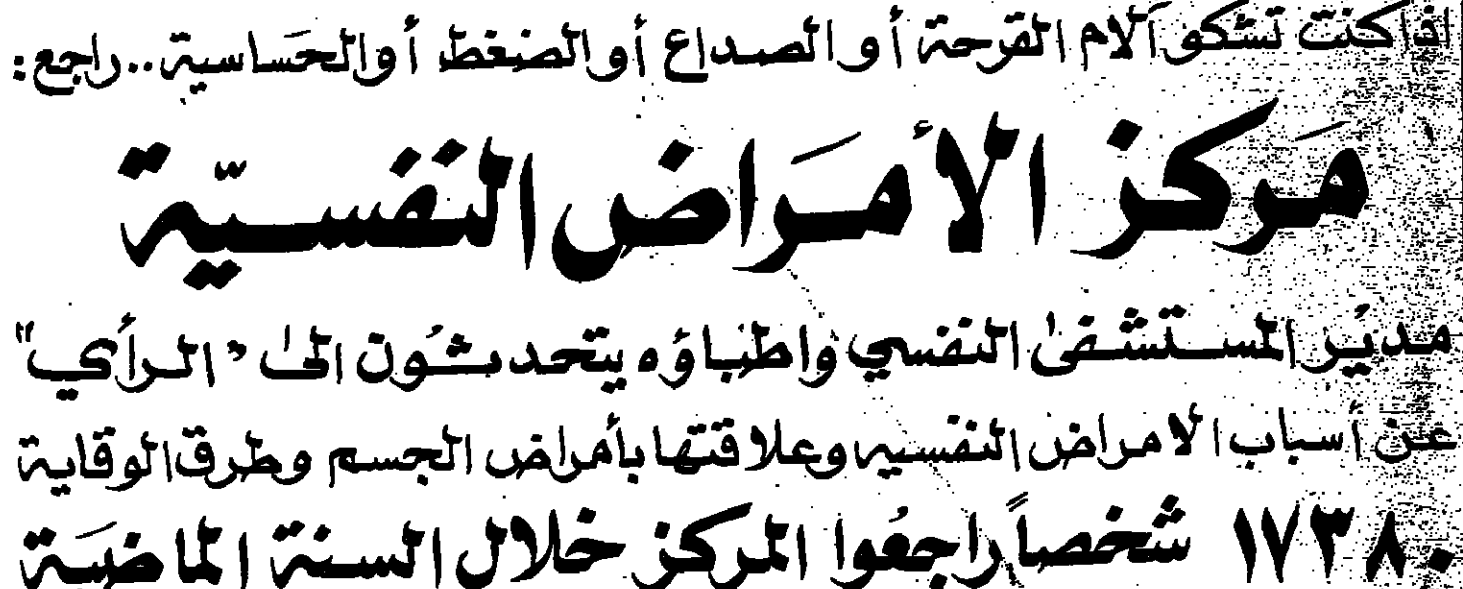 اذا كنت تشكو آلام القرحة أو الصداع أو الضغط أو الحساسية.. راجع:
مركز الأمراض النفسيّة
مدير المستشفى النفسي واطباؤه يتحدثون الى "الرأي"
عن أسباب الامراض النفسيه وعلاقتها بأمراض الجسم وطرق الوقاية
١٧٣٨٠ شخصاً راجعوا المركز خلال السنة الماضية